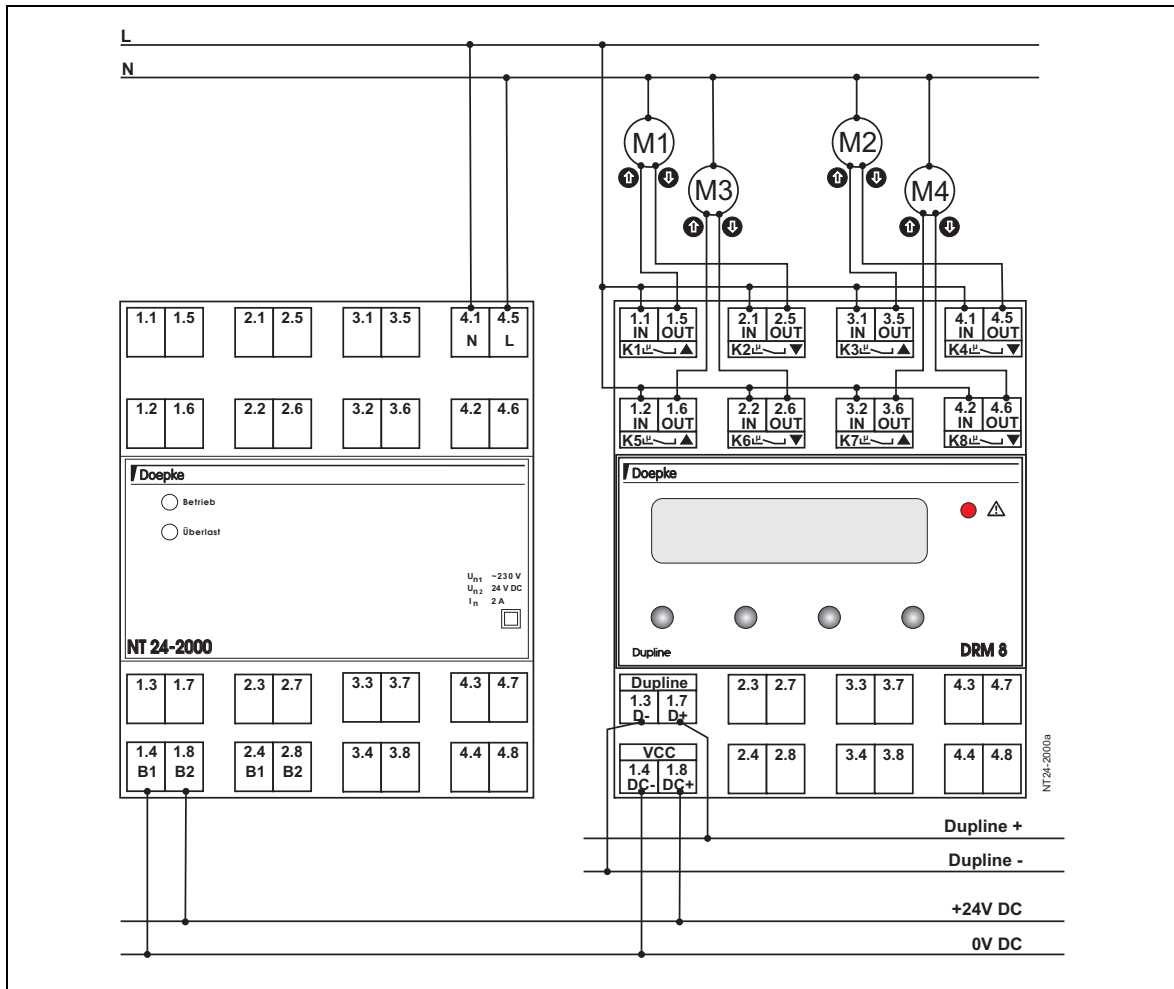 L
N
M1
M2
M3
M4
1.1 1.5
2.1 2.5
3.1 3.5
4.1 4.5
N L
1.2 1.6
2.2 2.6
3.2 3.6
4.2 4.6
Doepke
Betrieb
Überlast
Un1 ~230 V
Un2 24 V DC
In 2 A
NT 24-2000
1.3 1.7
2.3 2.7
3.3 3.7
4.3 4.7
1.4 1.8
B1 B2
2.4 2.8
B1 B2
3.4 3.8
4.4 4.8
1.1 1.5
IN OUT
K1 µ
2.1 2.5
IN OUT
K2 µ
3.1 3.5
IN OUT
K3 µ
4.1 4.5
IN OUT
K4 µ
1.2 1.6
IN OUT
K5 µ
2.2 2.6
IN OUT
K6 µ
3.2 3.6
IN OUT
K7 µ
4.2 4.6
IN OUT
K8 µ
Doepke
Dupline
DRM 8
Dupline
1.3 1.7
D- D+
2.3 2.7
3.3 3.7
4.3 4.7
VCC
1.4 1.8
DC- DC+
2.4 2.8
3.4 3.8
4.4 4.8
NT24-2000a
Dupline +
Dupline -
+24V DC
0V DC